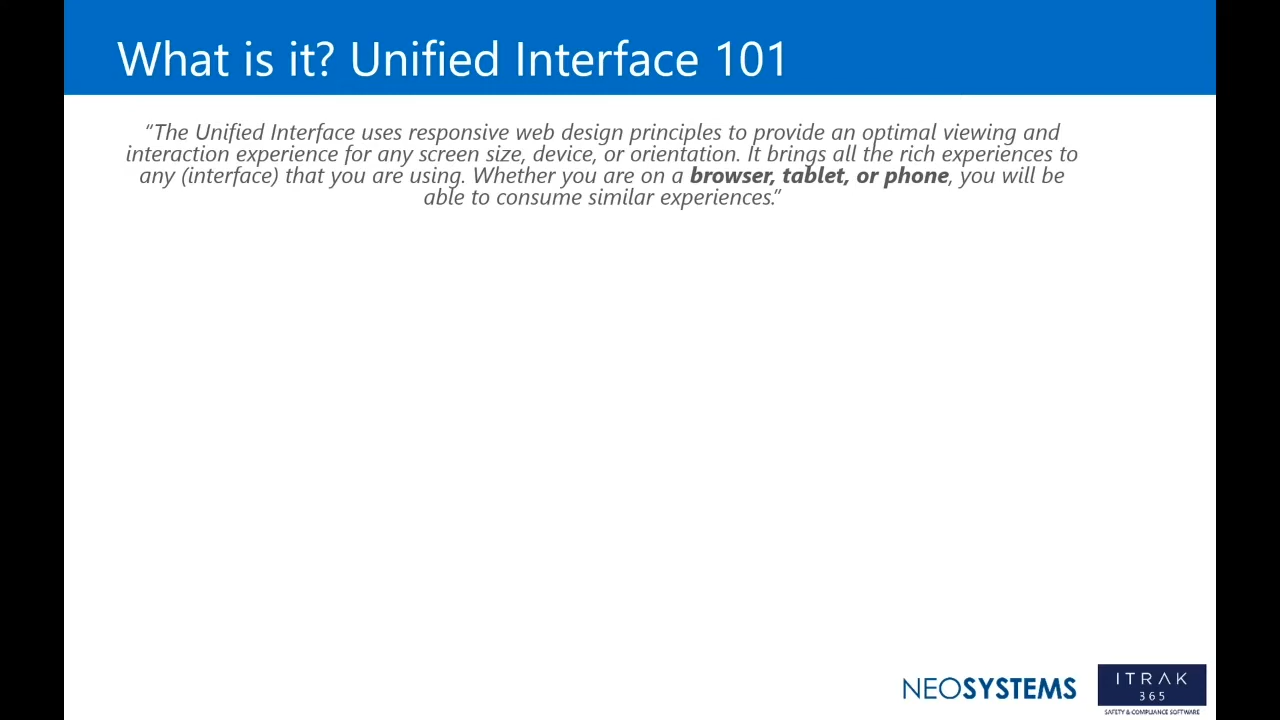 What is it? Unified Interface 101
“The Unified Interface uses responsive web design principles to provide an optimal viewing and
interaction experience for any screen size, device, or orientation. It brings all the rich experiences to
any (interface) that you are using. Whether you are on a browser, tablet, or phone, you will be
able to consume similar experiences.”
NEOSYSTEMS
ITRAK
365
SAFETY & COMPLIANCE SOFTWARE